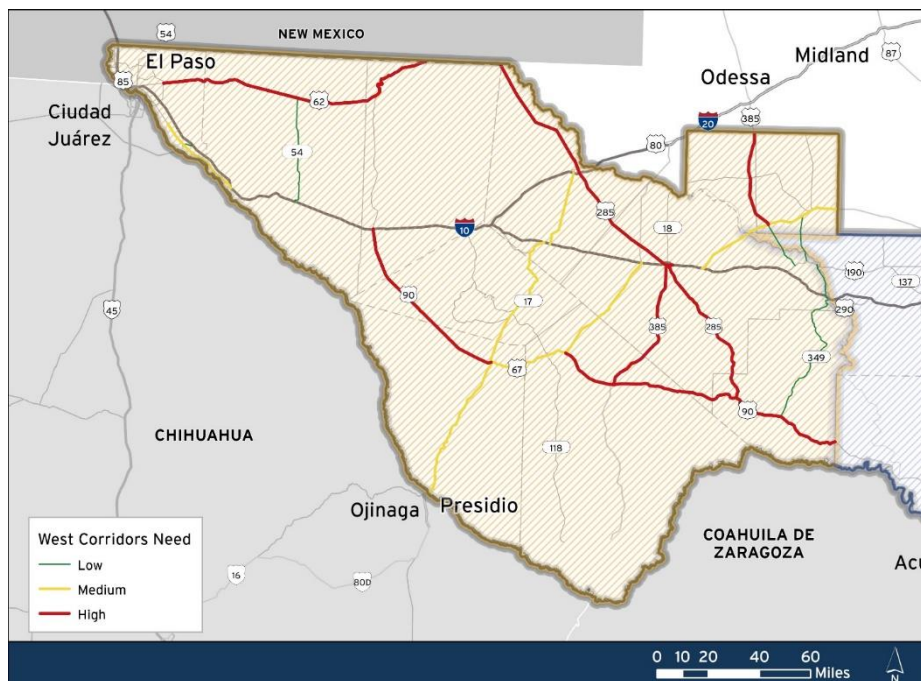 54
NEW MEXICO
El Paso
Midland
87
Odessa
85
62
385
Ciudad
Juárez
20
80
54
285
18
10
190
137
90
17
45
385
285
290
349
67
90
CHIHUAHUA
118
Ojinaga
Presidio
COAHUILA DE
ZARAGOZA
Acu
16
80D
West Corridors Need
Low
Medium
High
0 10 20 40 60
Miles
N